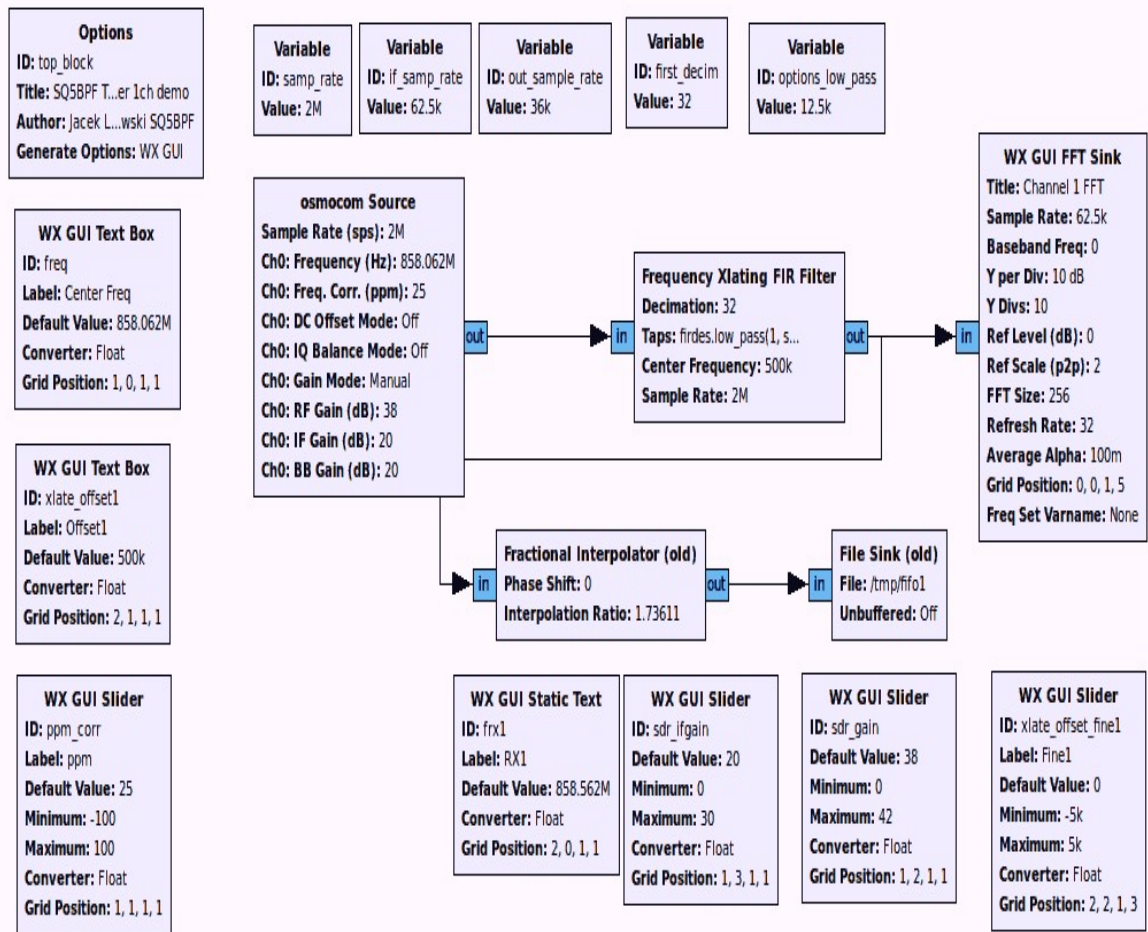 Options
ID: top_block
Title: SQ5BPF T...er 1ch demo
Author: Jacek L...wski SQ5BPF
Generate Options: WX GUI
Variable
ID: samp_rate
Value: 2M
Variable
ID: if_samp_rate
Value: 62.5k
Variable
ID: out_sample_rate
Value: 36k
Variable
ID: first_decim
Value: 32
Variable
ID: options_low_pass
Value: 12.5k
WX GUI Text Box
ID: freq
Label: Center Freq
Default Value: 858.062M
Converter: Float
Grid Position: 1, 0, 1, 1
osmocom Source
Sample Rate (sps): 2M
Ch0: Frequency (Hz): 858.062M
Ch0: Freq. Corr. (ppm): 25
Ch0: DC Offset Mode: Off
Ch0: IQ Balance Mode: Off
Ch0: Gain Mode: Manual
Ch0: RF Gain (dB): 38
Ch0: IF Gain (dB): 20
Ch0: BB Gain (dB): 20
out
in
Frequency Xlating FIR Filter
Decimation: 32
Taps: firdes.low_pass(1, s...
Center Frequency: 500k
Sample Rate: 2M
out
in
WX GUI FFT Sink
Title: Channel 1 FFT
Sample Rate: 62.5k
Baseband Freq: 0
Y per Div: 10 dB
Y Divs: 10
Ref Level (dB): 0
Ref Scale (p2p): 2
FFT Size: 256
Refresh Rate: 32
Average Alpha: 100m
Grid Position: 0, 0, 1, 5
Freq Set Varname: None
WX GUI Text Box
ID: xlate_offset1
Label: Offset1
Default Value: 500k
Converter: Float
Grid Position: 2, 1, 1, 1
in
Fractional Interpolator (old)
Phase Shift: 0
Interpolation Ratio: 1.73611
out
in
File Sink (old)
File: /tmp/fifo1
Unbuffered: Off
WX GUI Slider
ID: ppm_corr
Label: ppm
Default Value: 25
Minimum: -100
Maximum: 100
Converter: Float
Grid Position: 1, 1, 1, 1
WX GUI Static Text
ID: frx1
Label: RX1
Default Value: 858.562M
Converter: Float
Grid Position: 2, 0, 1, 1
WX GUI Slider
ID: sdr_ifgain
Default Value: 20
Minimum: 0
Maximum: 30
Converter: Float
Grid Position: 1, 3, 1, 1
WX GUI Slider
ID: sdr_gain
Default Value: 38
Minimum: 0
Maximum: 42
Converter: Float
Grid Position: 1, 2, 1, 1
WX GUI Slider
ID: xlate_offset_fine1
Label: Fine1
Default Value: 0
Minimum: -5k
Maximum: 5k
Converter: Float
Grid Position: 2, 2, 1, 3